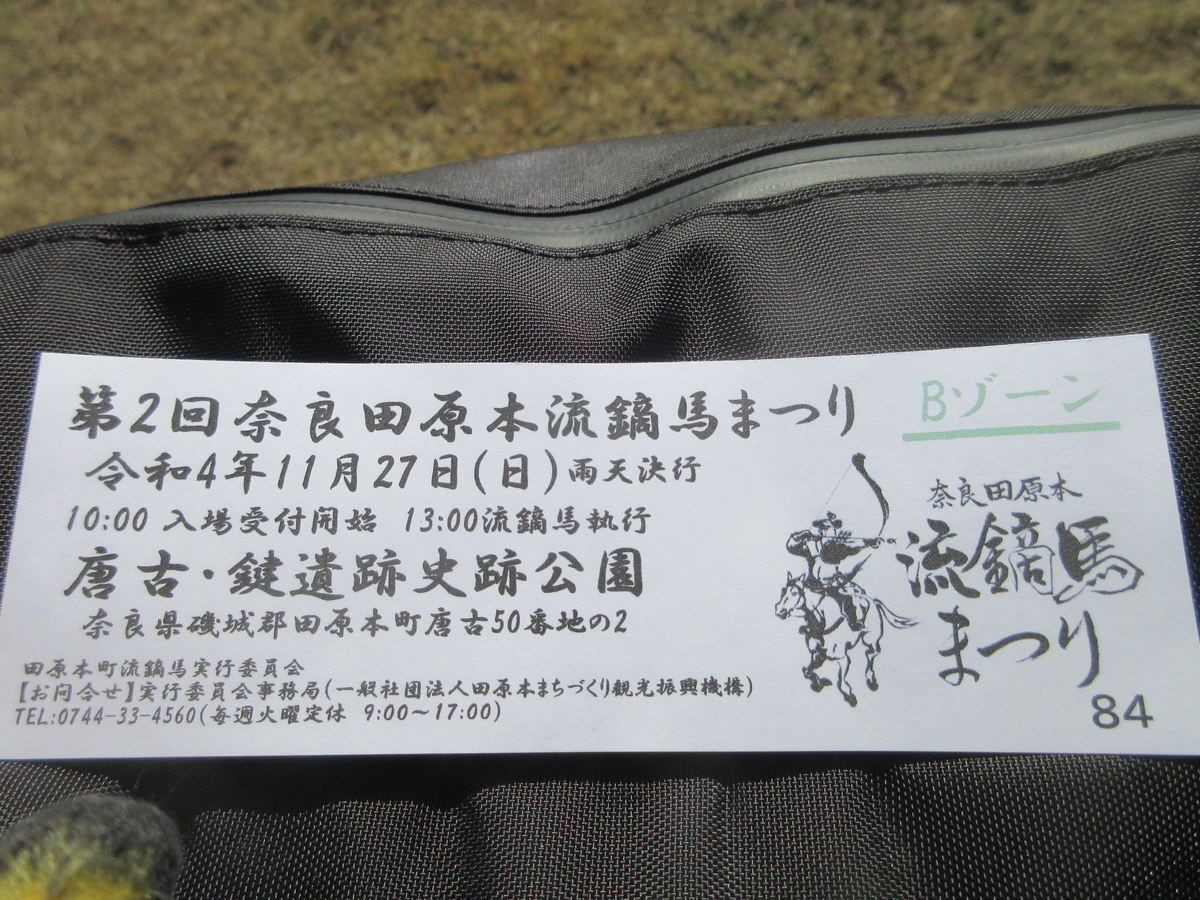 第2回奈良田原本流鏑馬まつり
Bゾーン
令和4年11月27日(日)雨天決行
10:00 入場受付開始 13:00流鏑馬執行
唐古・鍵遺跡史跡公園
奈良県磯城郡田原本町唐古50番地の2
田原本町流鏑馬実行委員会
【お問合せ】実行委員会事務局(一般社団法人田原本まちづくり観光振興機構)
TEL:0744-33-4560(毎週火曜定休 9:00～17:00)
奈良田原本
流鏑馬
まつり
84